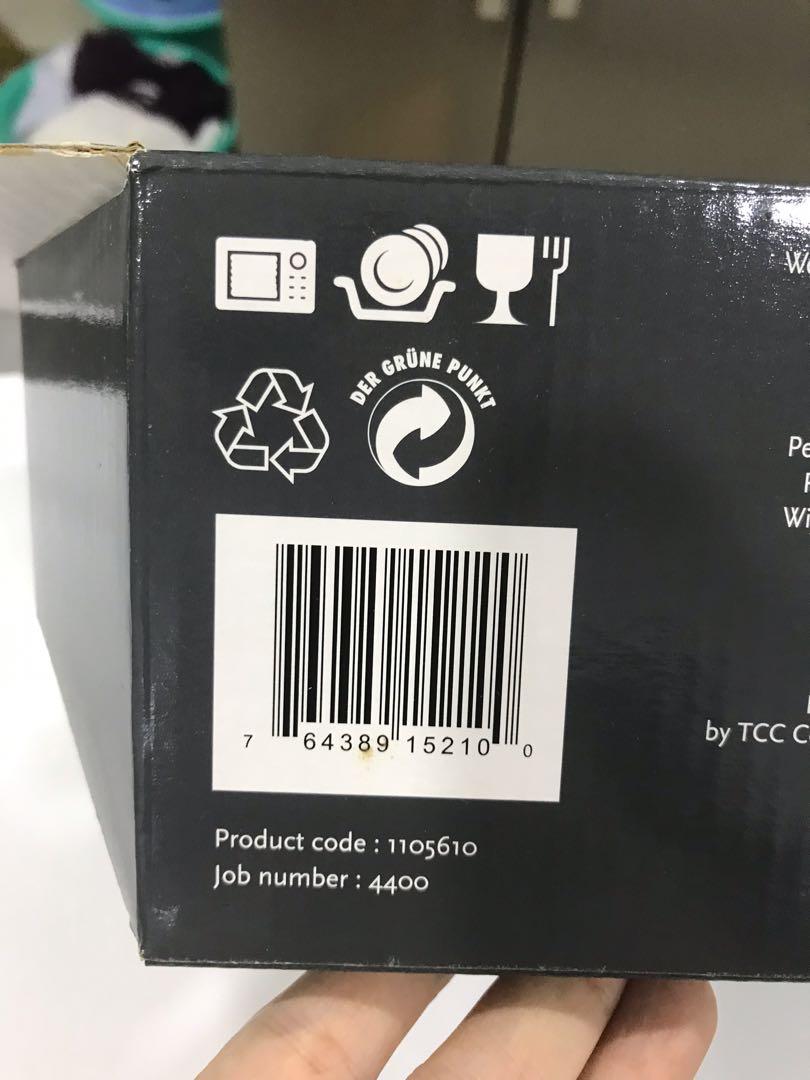 DER GRÜNE PUNKT
7 64389 15210 0
Product code : 1105610
Job number : 4400
by TCC